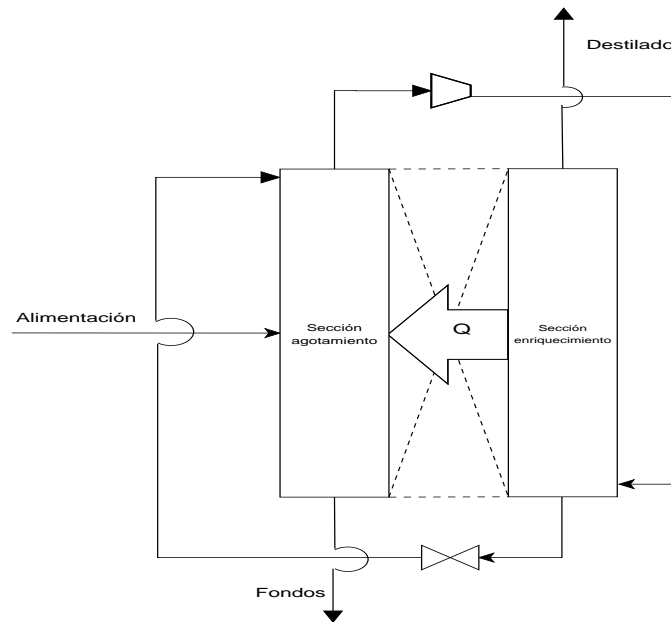 Destilado
Alimentación
Sección
agotamiento
Q
Sección
enriquecimiento
Fondos